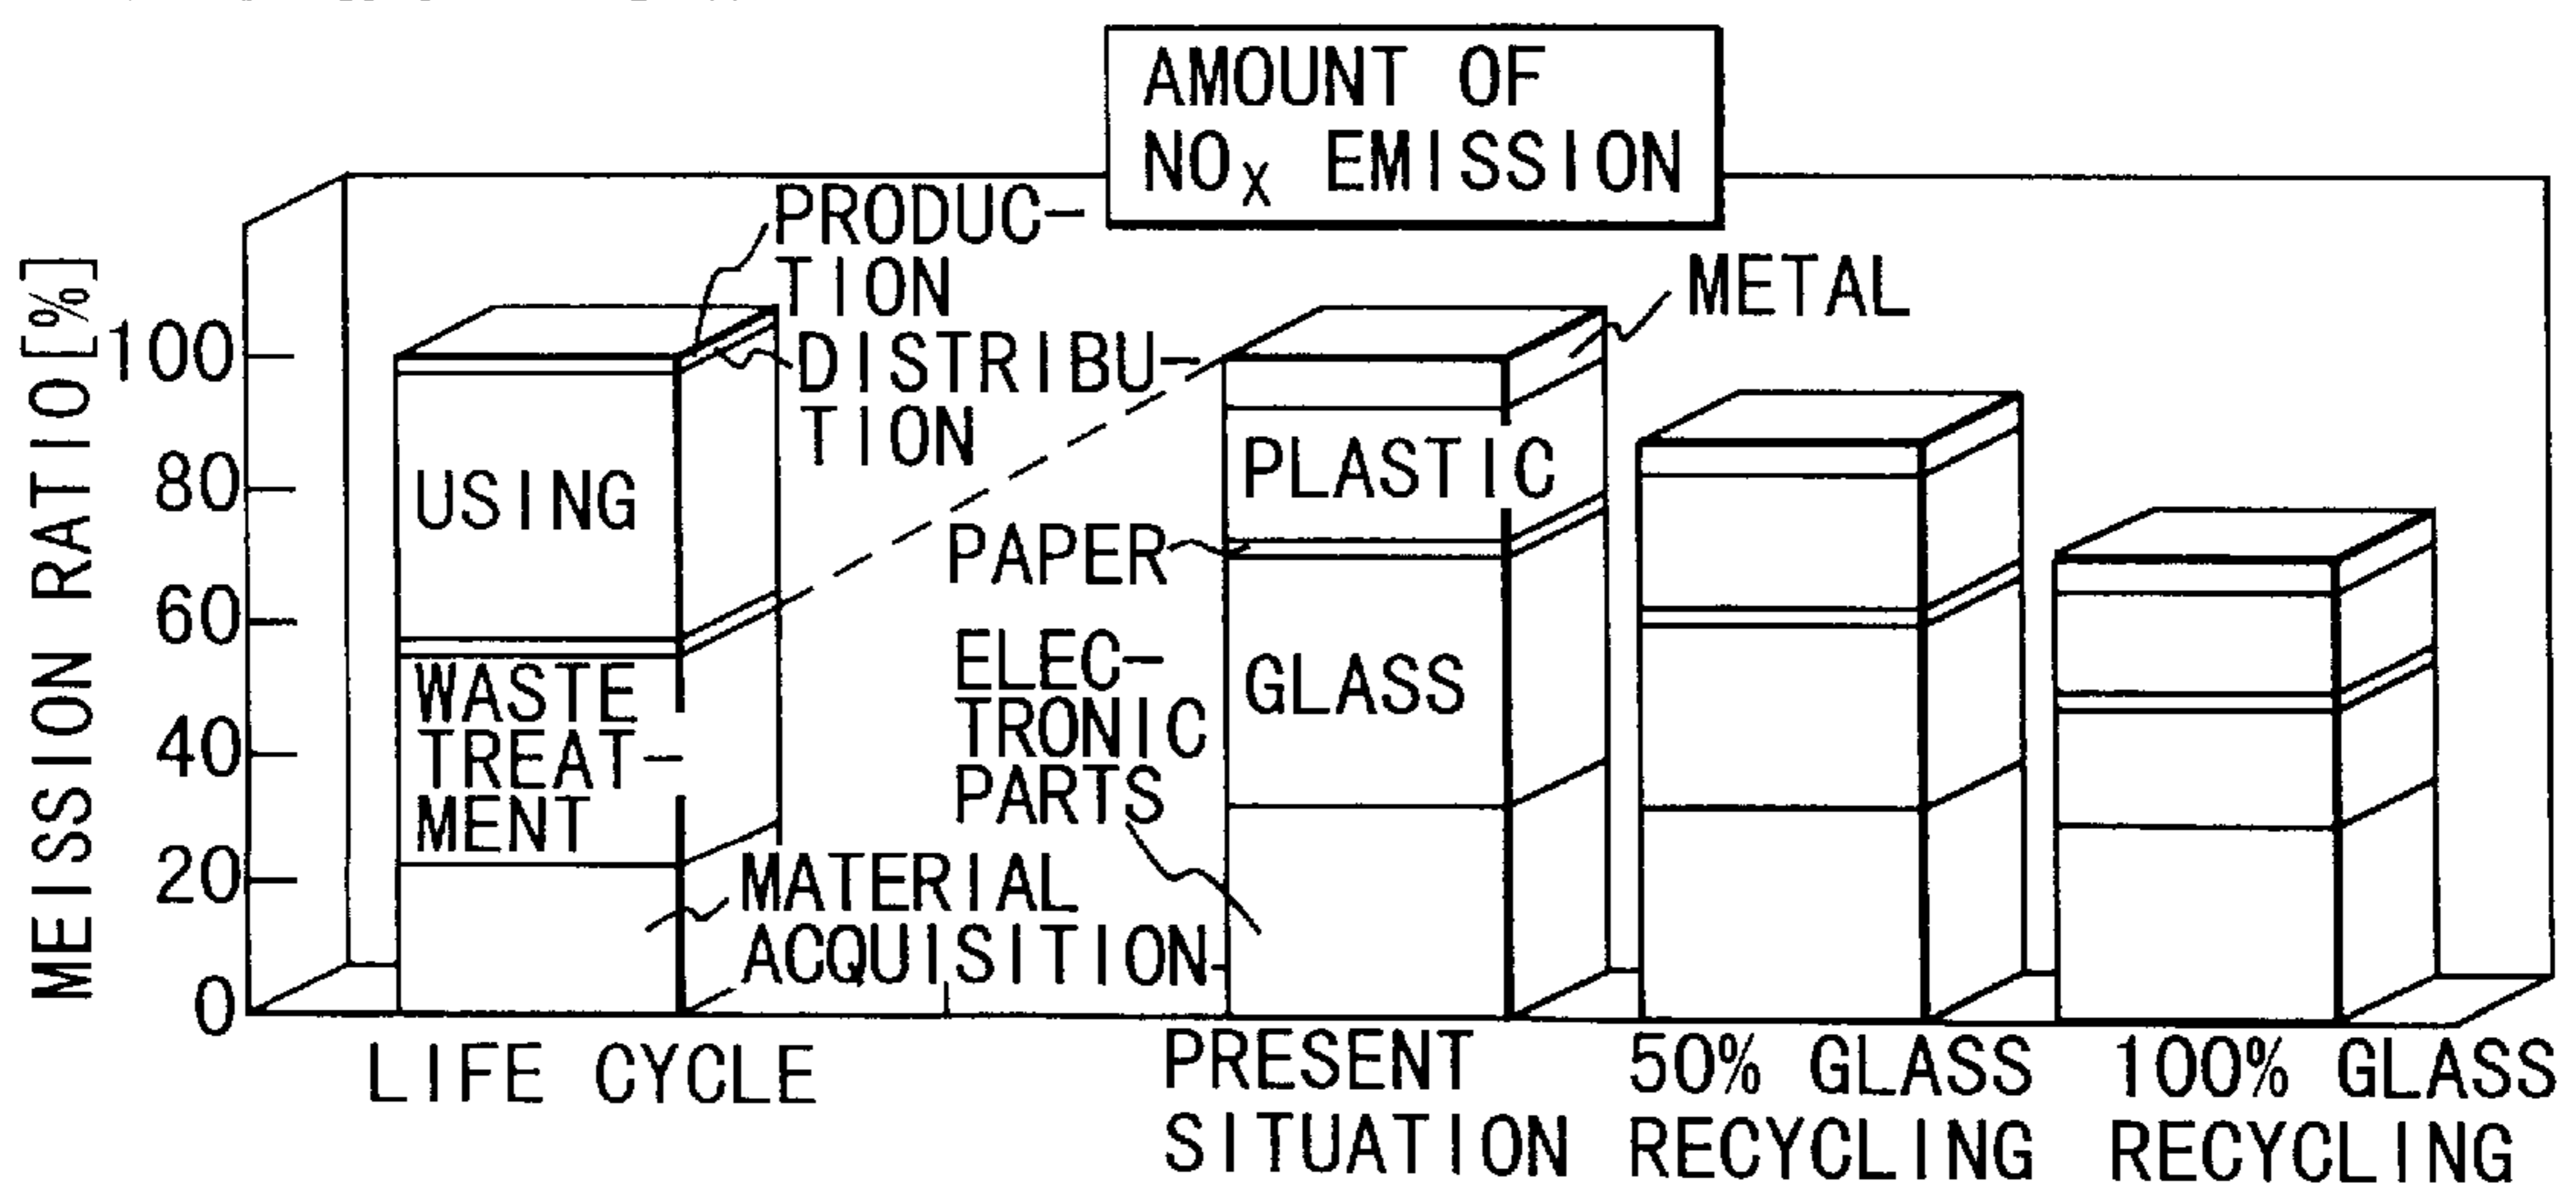 AMOUNT OF
NOX EMISSION
MEISSION RATIO[%]
100
80
60
40
20
0
PRODUC-
TION
DISTRIBU-
TION
USING
WASTE
TREAT-
MENT
MATERIAL
ACQUISITION
METAL
PLASTIC
PAPER
GLASS
ELEC-
TRONIC
PARTS
LIFE CYCLE
PRESENT
SITUATION
50% GLASS
RECYCLING
100% GLASS
RECYCLING